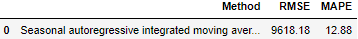 Method RMSE MAPE
0 Seasonal autoregressive integrated moving aver... 9618.18 12.88